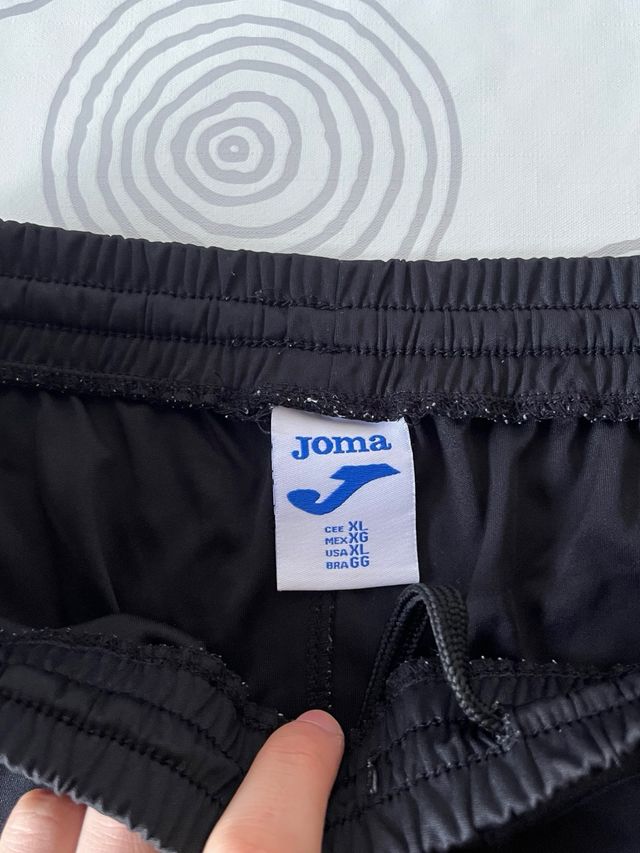 Joma
CEE XL
MEX XG
USA XL
BRA GG